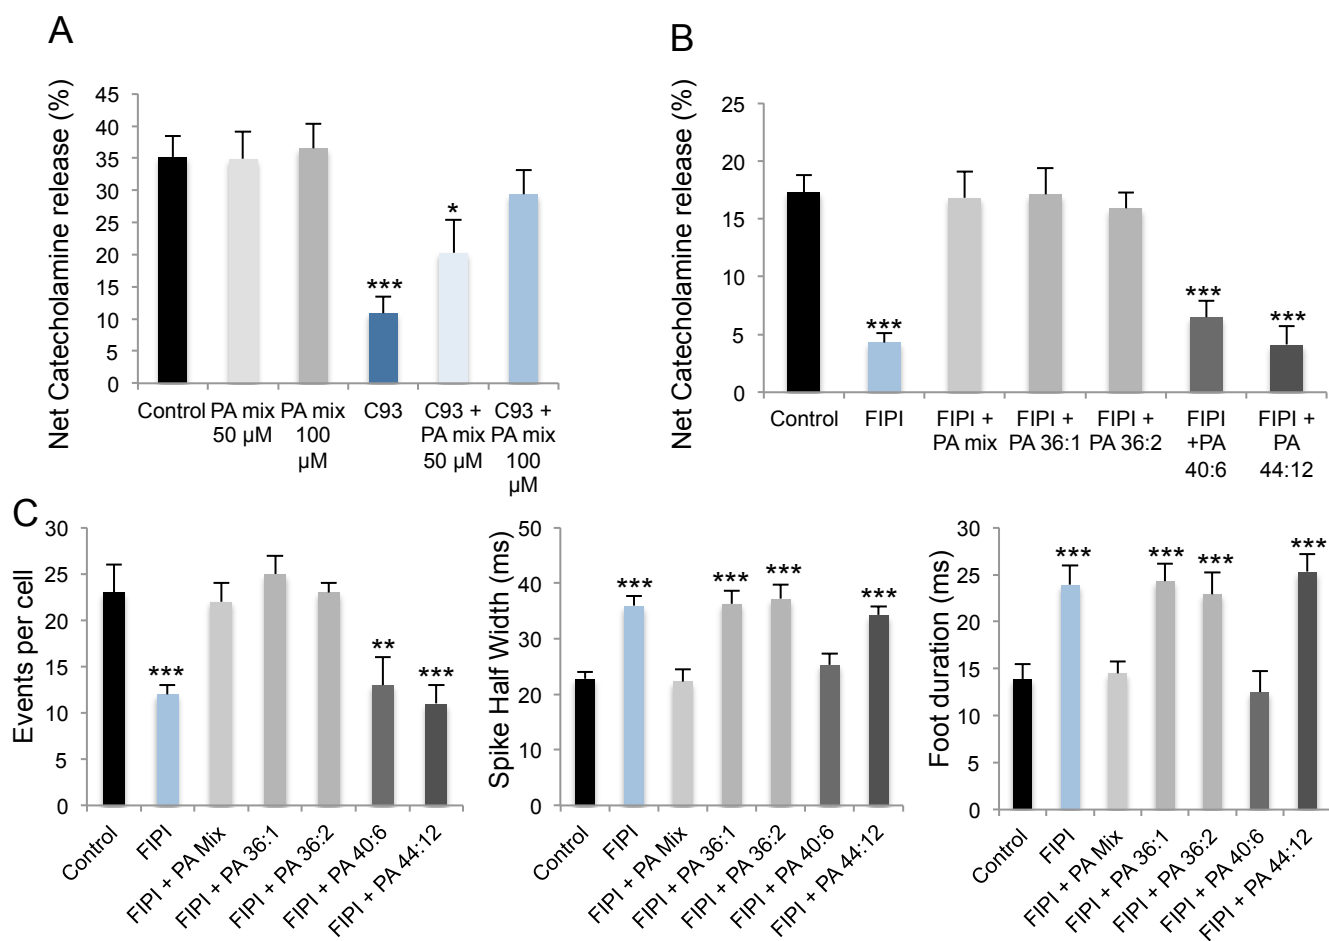 A
Net Catecholamine release (%)
45
40
35
30
25
20
15
10
5
0
***
*
Control PA mix PA mix C93 C93 + C93 +
50 µM 100 PA mix PA mix
µM 50 µM 100
µM
B
Net Catecholamine release (%)
25
20
15
10
5
0
***
***
***
Control FIPI FIPI + FIPI + FIPI + FIPI FIPI +
PA mix PA 36:1 PA 36:2 +PA PA
40:6 44:12
C
Events per cell
30
25
20
15
10
5
0
***
**
***
Control
FIPI
FIPI + PA Mix
FIPI + PA 36:1
FIPI + PA 36:2
FIPI + PA 40:6
FIPI + PA 44:12
Spike Half Width (ms)
50
40
30
20
10
0
***
***
***
***
Control
FIPI
FIPI + PA Mix
FIPI + PA 36:1
FIPI + PA 36:2
FIPI + PA 40:6
FIPI + PA 44:12
Foot duration (ms)
30
25
20
15
10
5
0
***
***
***
***
Control
FIPI
FIPI + PA Mix
FIPI + PA 36:1
FIPI + PA 36:2
FIPI + PA 40:6
FIPI + PA 44:12